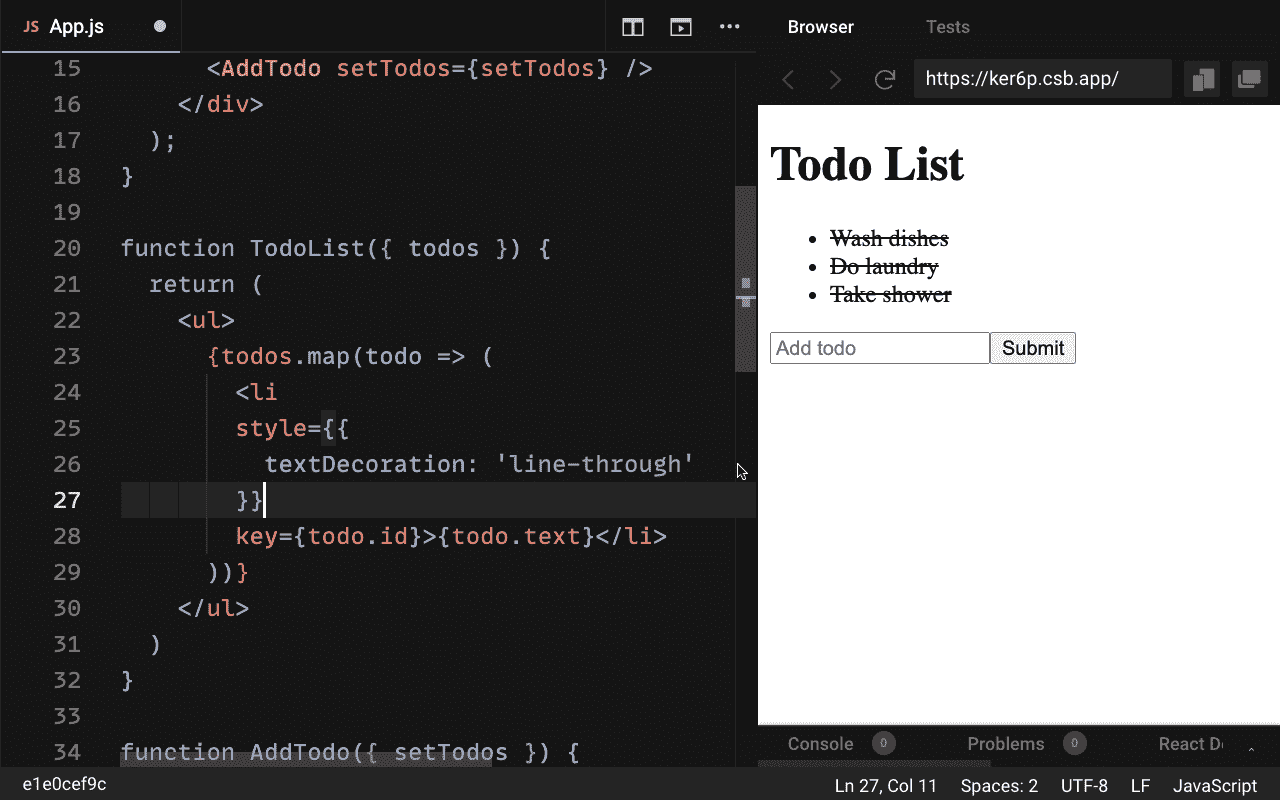 JS App.js
Browser Tests
https://ker6p.csb.app/
15 <AddTodo setTodos={setTodos} />
16 </div>
17 );
18 }
19
20 function TodoList({ todos }) {
21 return (
22 <ul>
23 {todos.map(todo => (
24 <li
25 style={{
26 textDecoration: 'line-through'
27 }}
28 key={todo.id}>{todo.text}</li>
29 ))}
30 </ul>
31 )
32 }
33
34 function AddTodo({ setTodos }) {
Todo List
• Wash dishes
• Do laundry
• Take shower
Add todo Submit
Console 0 Problems 0 React D
e1e0cef9c
Ln 27, Col 11 Spaces: 2 UTF-8 LF JavaScript